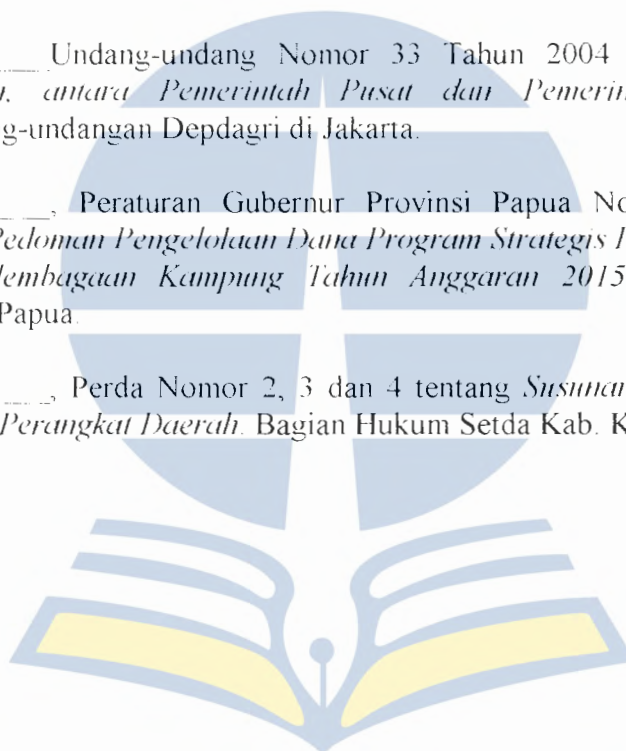 Undang-undang Nomor 33 Tahun 2004
antara Pemerintah Pusat dan
g-undangan Depdagri di Jakarta.
Peraturan Gubernur Provinsi Papua
Pedoman Pengelolaan Dana Program Strategis
lembagaan Kampung Tahun Anggaran 2015
Papua.
Perda Nomor 2, 3 dan 4 tentang
Perangkat Daerah. Bagian Hukum Setda Kab.